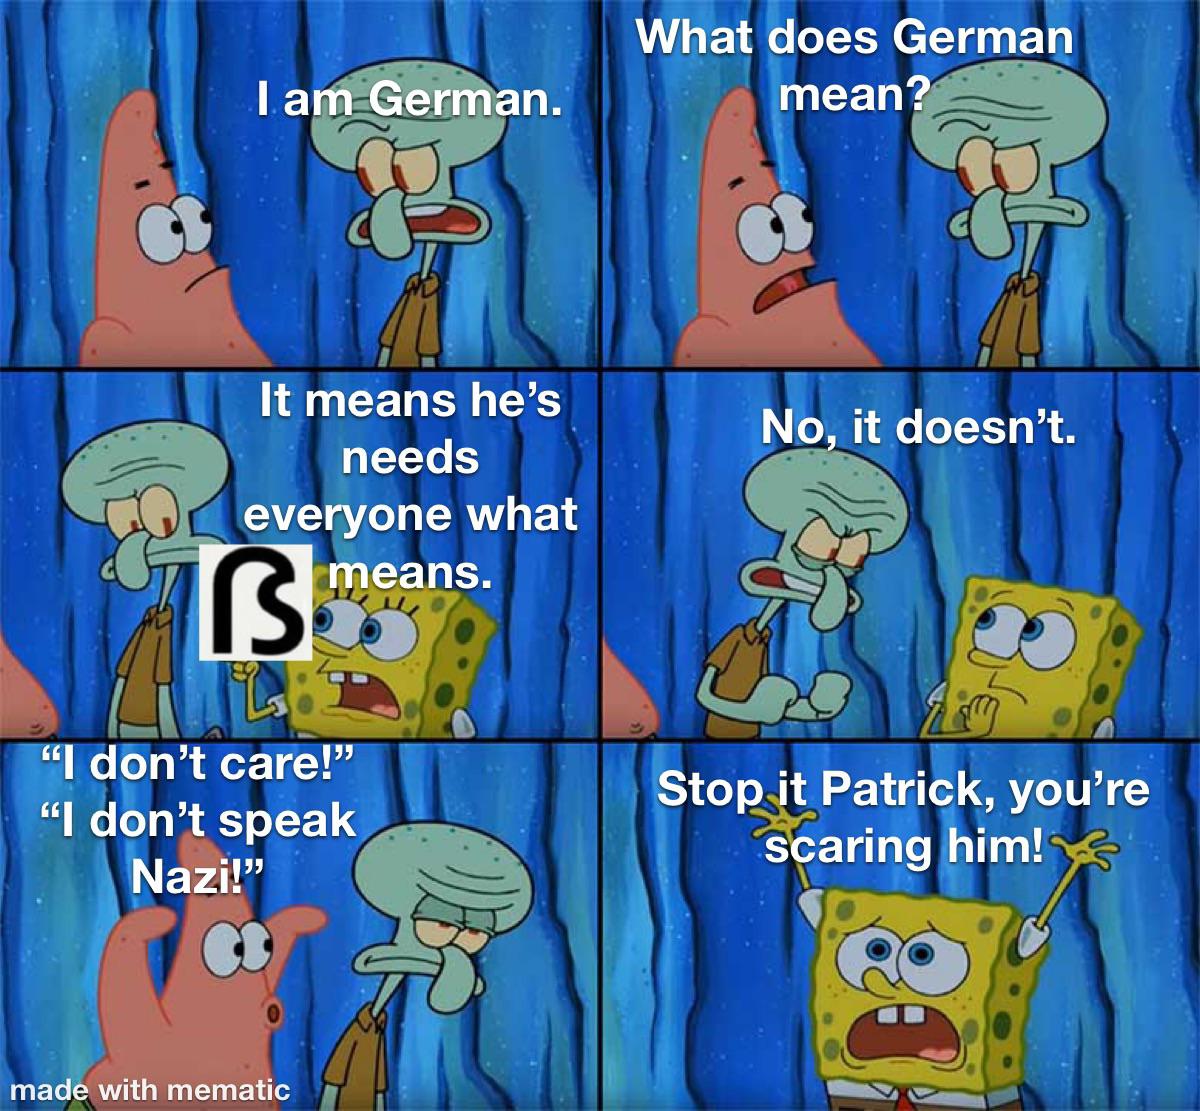 I am German.
What does German
mean?
It means he’s
needs
everyone what
ß means.
No, it doesn’t.
“I don’t care!”
“I don’t speak
Nazi!”
Stop it Patrick, you’re
scaring him!
made with mematic